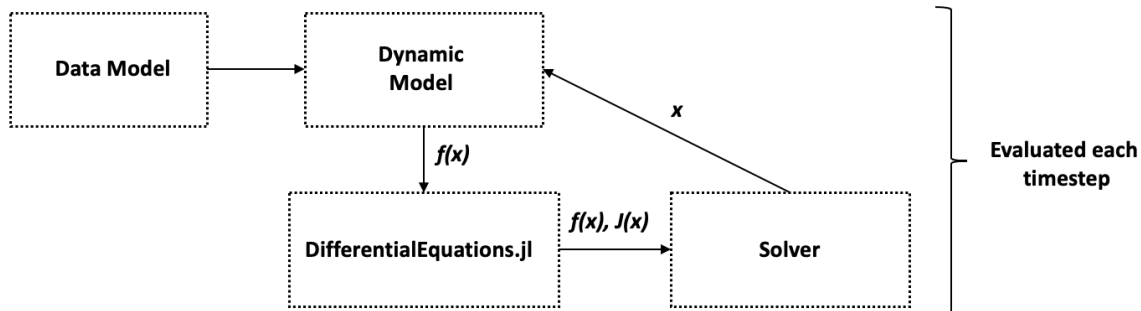 Data Model
Dynamic
Model
x
f(x)
Evaluated each
timestep
DifferentialEquations.jl
f(x), J(x)
Solver